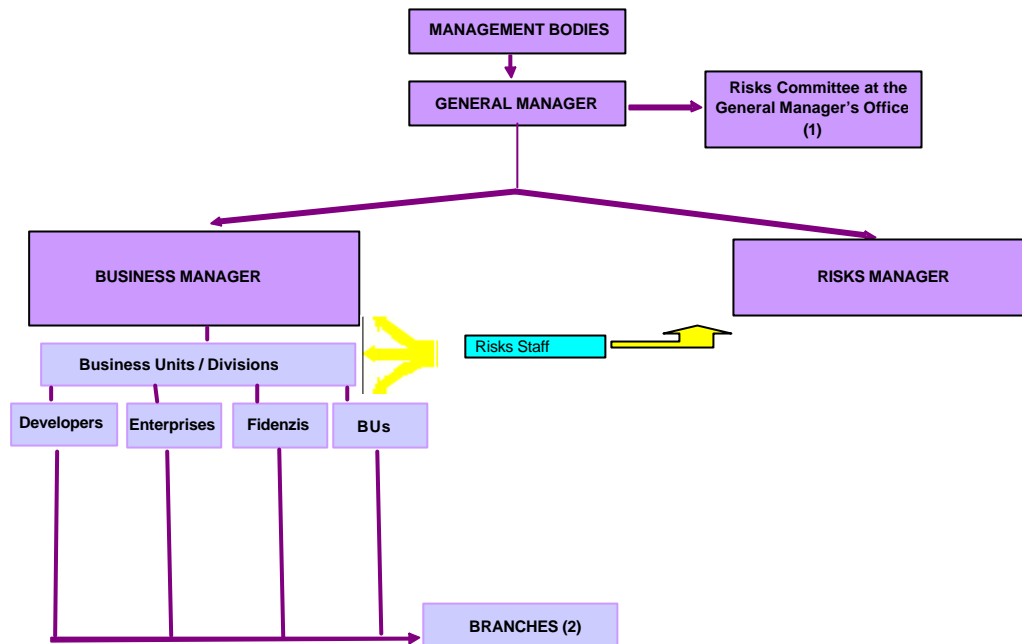 MANAGEMENT BODIES
GENERAL MANAGER
Risks Committee at the
General Manager's Office
(1)
BUSINESS MANAGER
RISKS MANAGER
Risks Staff
Business Units / Divisions
Developers
Enterprises
Fidenzis
BUs
BRANCHES (2)